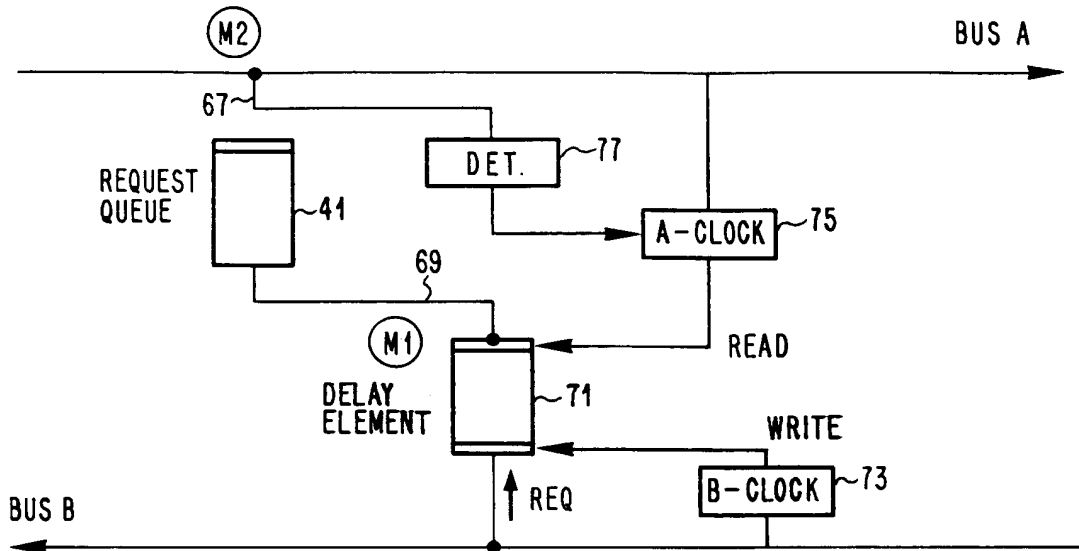 M2
BUS A
67
DET.
77
REQUEST
QUEUE
41
A-CLOCK
75
69
M1
READ
DELAY
ELEMENT
71
WRITE
B-CLOCK
73
REQ
BUS B